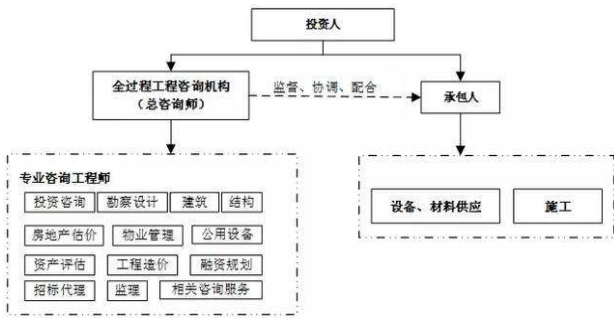 投资人
全过程工程咨询机构
（总咨询师）
监督、协调、配合
承包人
专业咨询工程师
投资咨询 勘察设计 建筑 结构
房地产估价 物业管理 公用设备
资产评估 工程造价 融资规划
招标代理 监理 相关咨询服务
设备、材料供应 施工